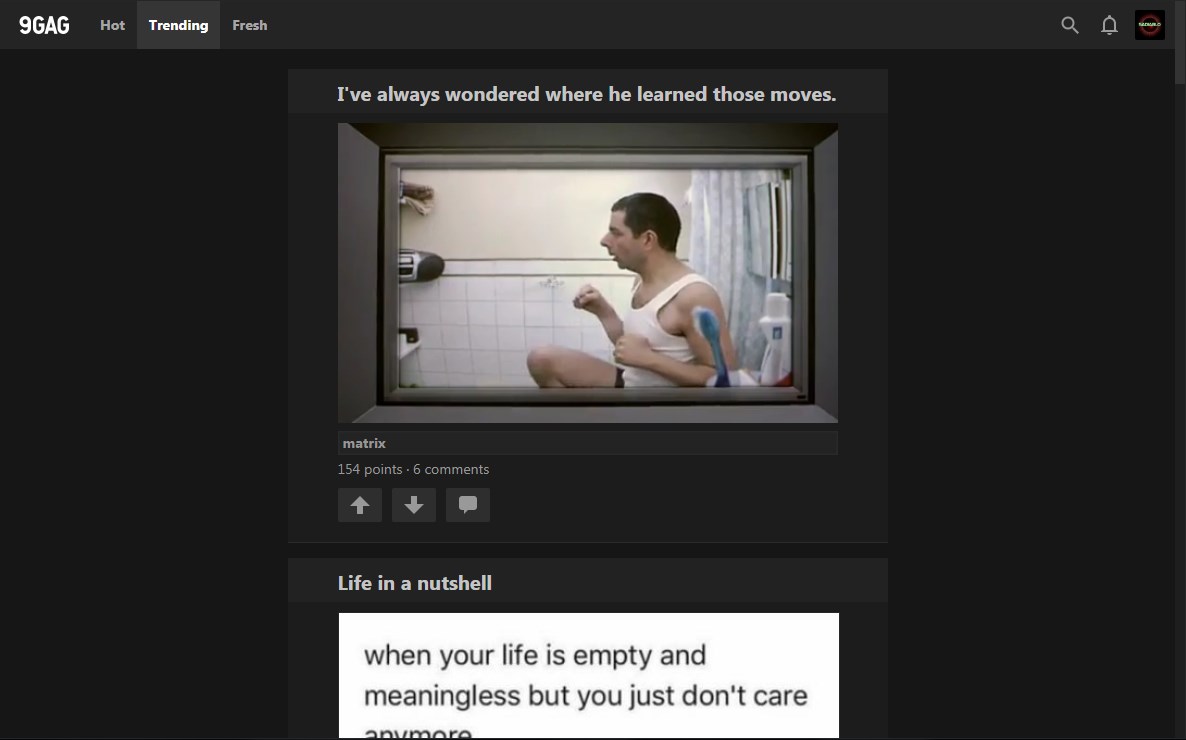 9GAG Hot Trending Fresh
I've always wondered where he learned those moves.
matrix
154 points · 6 comments
Life in a nutshell
when your life is empty and
meaningless but you just don't care
anymore